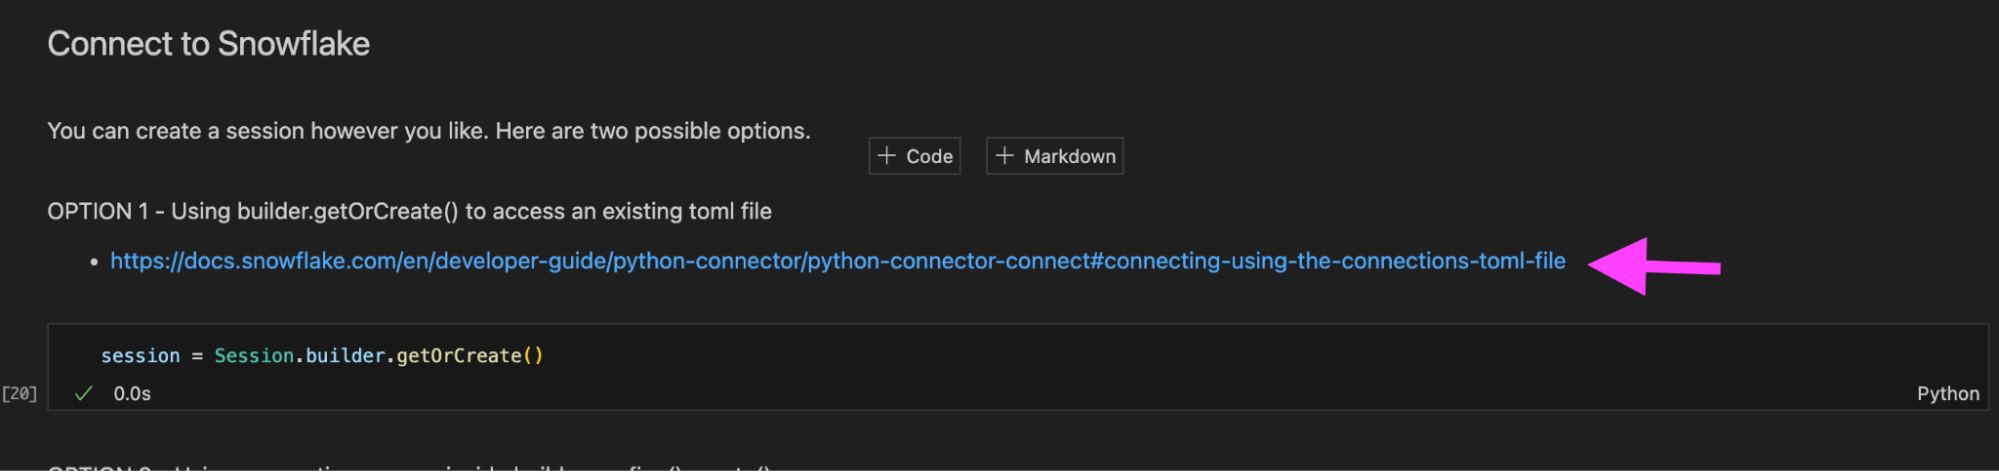 Connect to Snowflake
You can create a session however you like. Here are two possible options.
+ Code + Markdown
OPTION 1 - Using builder.getOrCreate() to access an existing toml file
• https://docs.snowflake.com/en/developer-guide/python-connector/python-connector-connect#connecting-using-the-connections-toml-file
session = Session.builder.getOrCreate()
[20] ✓ 0.0s Python